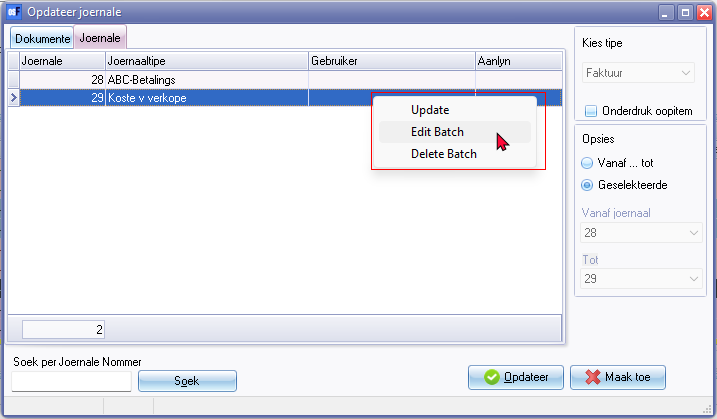 Opdateer joernale
Dokumente Joernale
Joernale Joernaaltipe Gebruiker Aanlyn
28 ABC-Betalings
29 Koste v verkope
Update
Edit Batch
Delete Batch
2
Kies tipe
Faktuur
Onderdruk oopitem
Opsies
Vanaf ... tot
Geselekteerde
Vanaf joernaal
28
Tot
29
Soek per Joernale Nommer
Soek
Opdateer
Maak toe